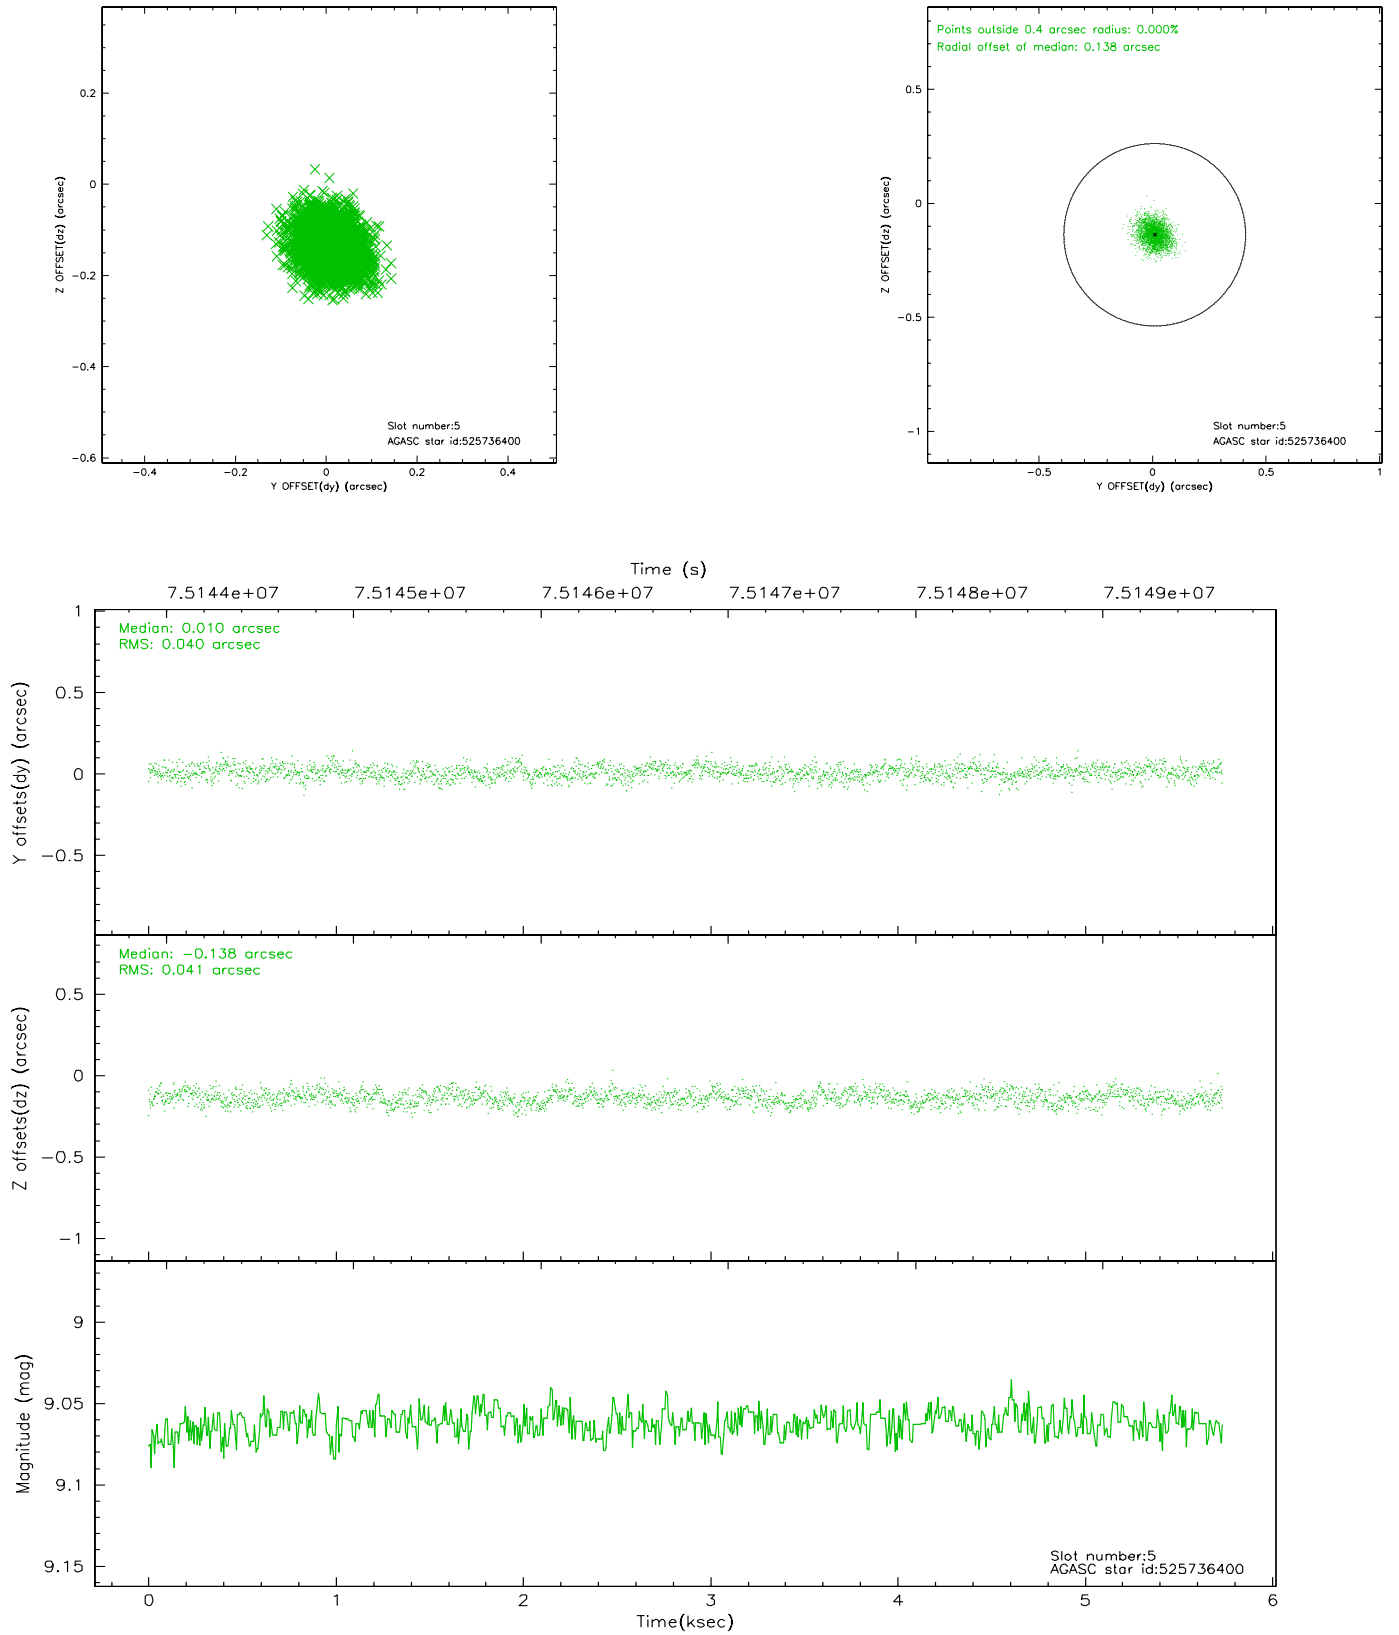 0.2
0
−0.2
−0.4
−0.6
−0.4
−0.2
0
0.2
0.4
Z OFFSET(dz) (arcsec)
Y OFFSET(dy) (arcsec)
Slot number:5
AGASC star id:525736400
Points outside 0.4 arcsec radius: 0.000%
Radial offset of median: 0.138 arcsec
0.5
0
−0.5
−1
−0.5
0
0.5
1
Z OFFSET(dz) (arcsec)
Y OFFSET(dy) (arcsec)
Slot number:5
AGASC star id:525736400
Time (s)
7.5144e+07
7.5145e+07
7.5146e+07
7.5147e+07
7.5148e+07
7.5149e+07
Median: 0.010 arcsec
RMS: 0.040 arcsec
1
0.5
0
−0.5
Y offsets(dy) (arcsec)
Median: −0.138 arcsec
RMS: 0.041 arcsec
0.5
0
−0.5
−1
Z offsets(dz) (arcsec)
9
9.05
9.1
9.15
Magnitude (mag)
Slot number:5
AGASC star id:525736400
0
1
2
3
4
5
6
Time(ksec)